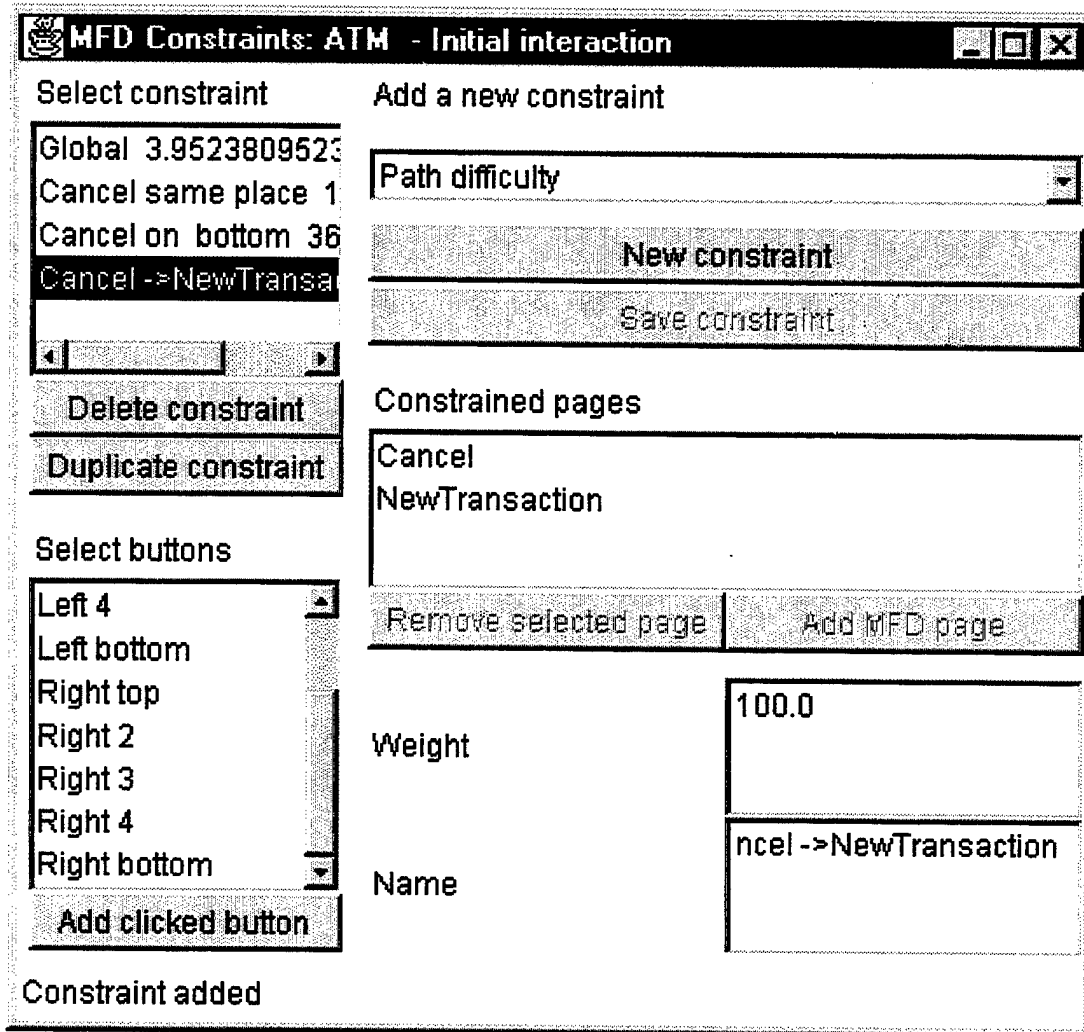 MFD Constraints: ATM - Initial interaction
Select constraint
Global 3.9523809523
Cancel same place 1
Cancel on bottom 36
Cancel ->NewTransa
Delete constraint
Duplicate constraint
Select buttons
Left 4
Left bottom
Right top
Right 2
Right 3
Right 4
Right bottom
Add clicked button
Constraint added
Add a new constraint
Path difficulty
New constraint
Save constraint
Constrained pages
Cancel
NewTransaction
Remove selected page
Add MFD page
Weight
100.0
Name
ncel ->NewTransaction